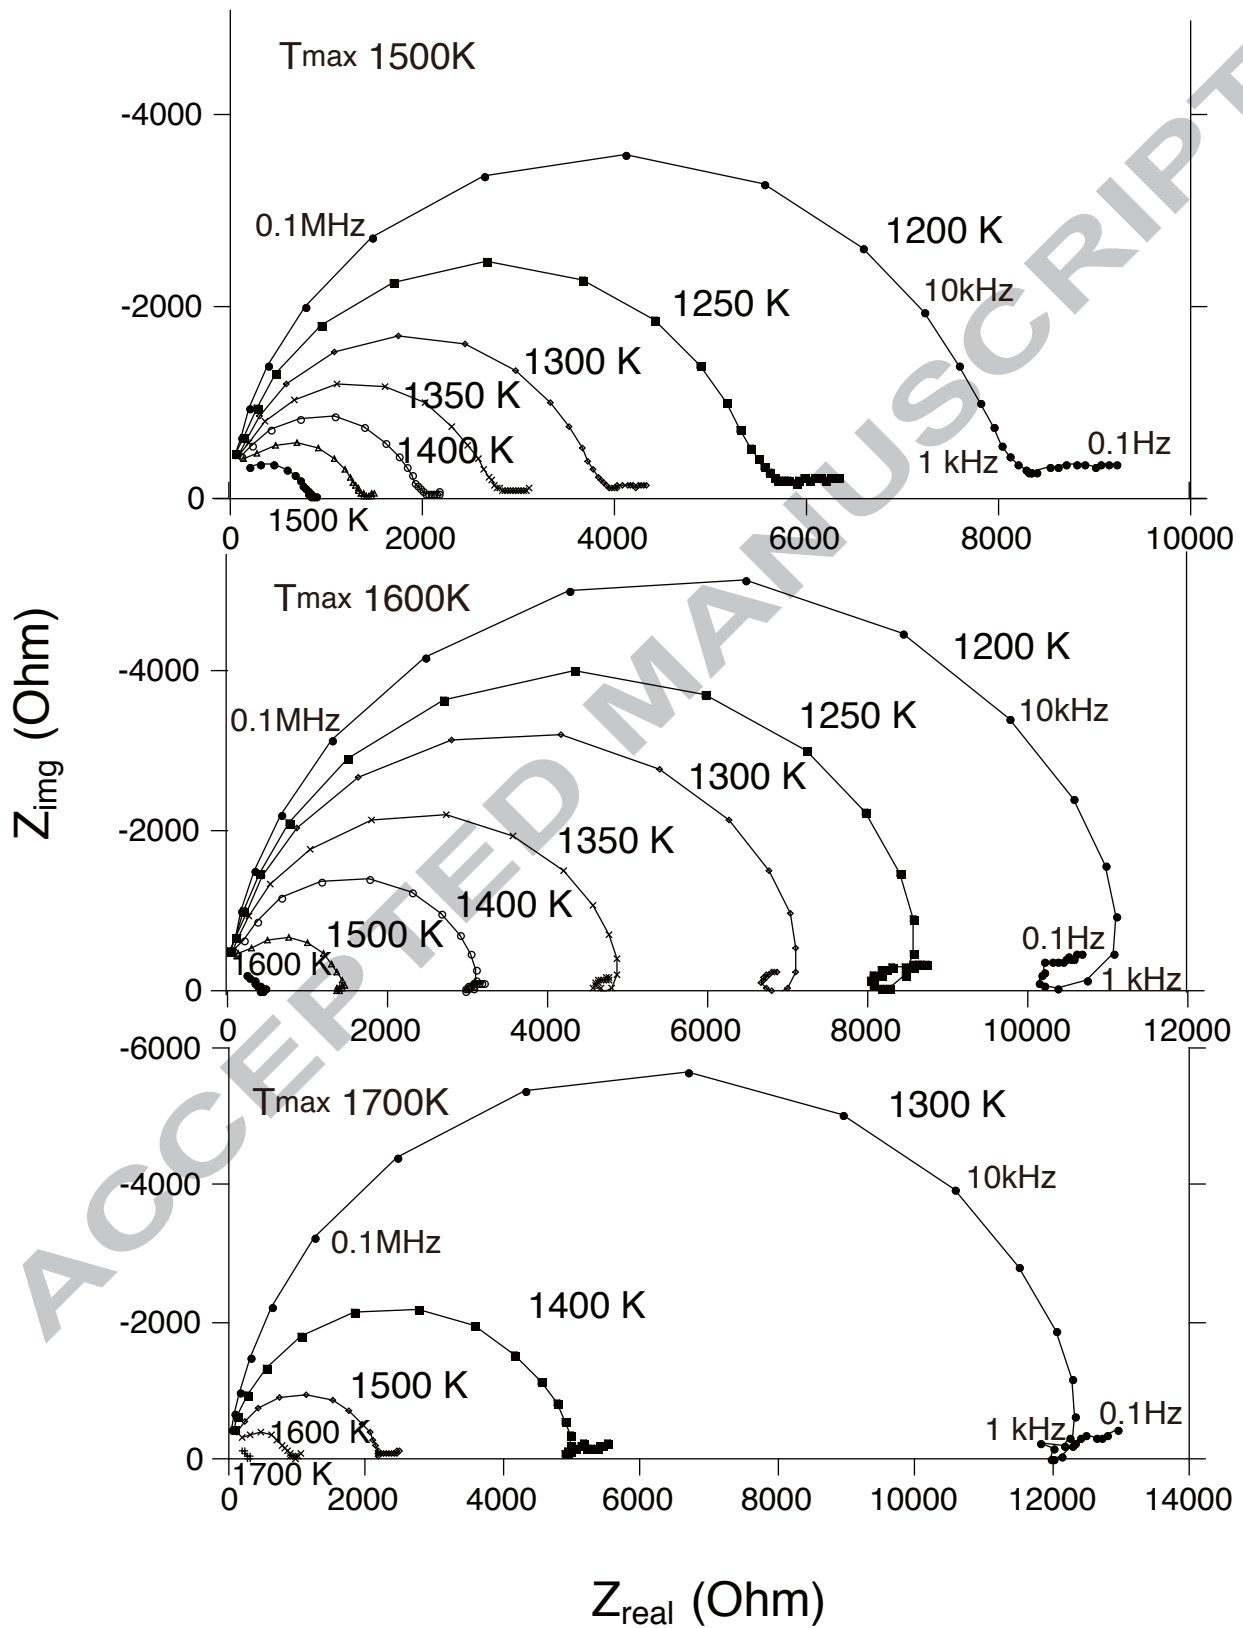 Tmax 1500K
-4000
0.1MHz
1200 K
-2000
1250 K
10kHz
1300 K
1350 K
1400 K
1 kHz
0.1Hz
0
1500 K
0 2000 4000 6000 8000 10000
Tmax 1600K
1200 K
-4000
0.1MHz
10kHz
1250 K
1300 K
-2000
1350 K
1400 K
1500 K
0.1Hz
1600 K
1 kHz
0
0 2000 4000 6000 8000 10000 12000
-6000
Tmax 1700K
1300 K
-4000
10kHz
0.1MHz
-2000
1400 K
1500 K
1600 K
1 kHz
0.1Hz
0
1700 K
0 2000 4000 6000 8000 10000 12000 14000
Zimg (Ohm)
Zreal (Ohm)
ACCEPTED MANUSCRIPT